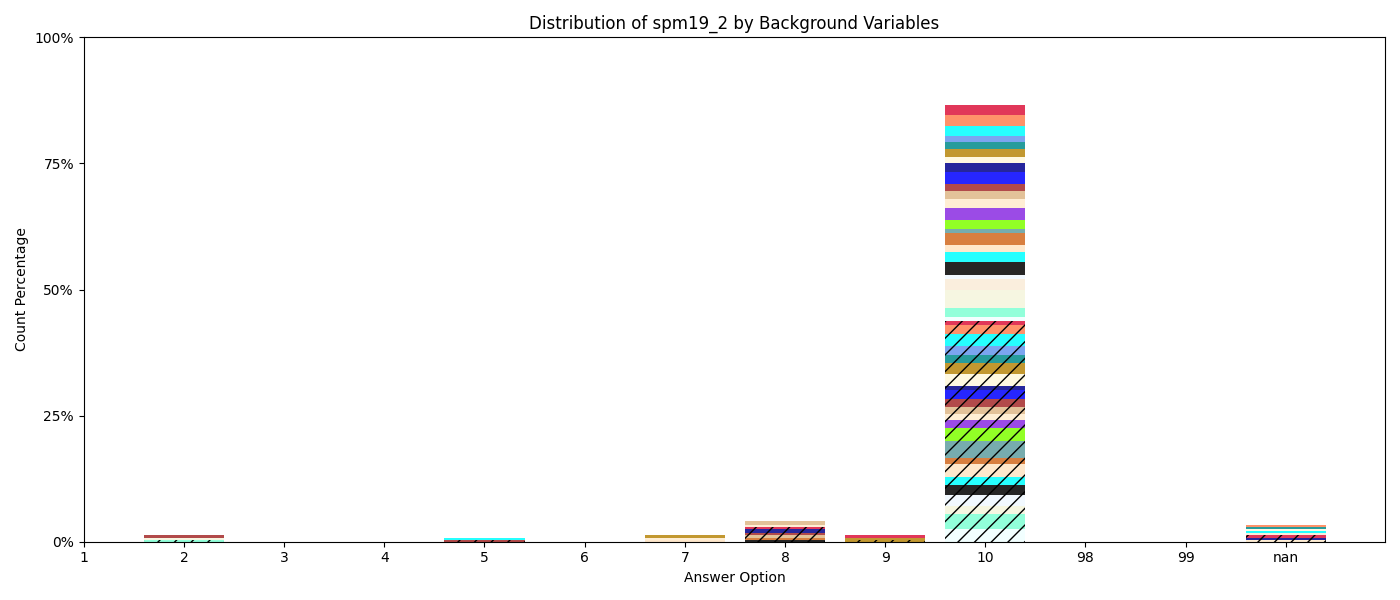 Distribution of spm19_2 by Background Variables
100%
75%
50%
25%
0%
Count Percentage
1 2 3 4 5 6 7 8 9 10 98 99 nan
Answer Option